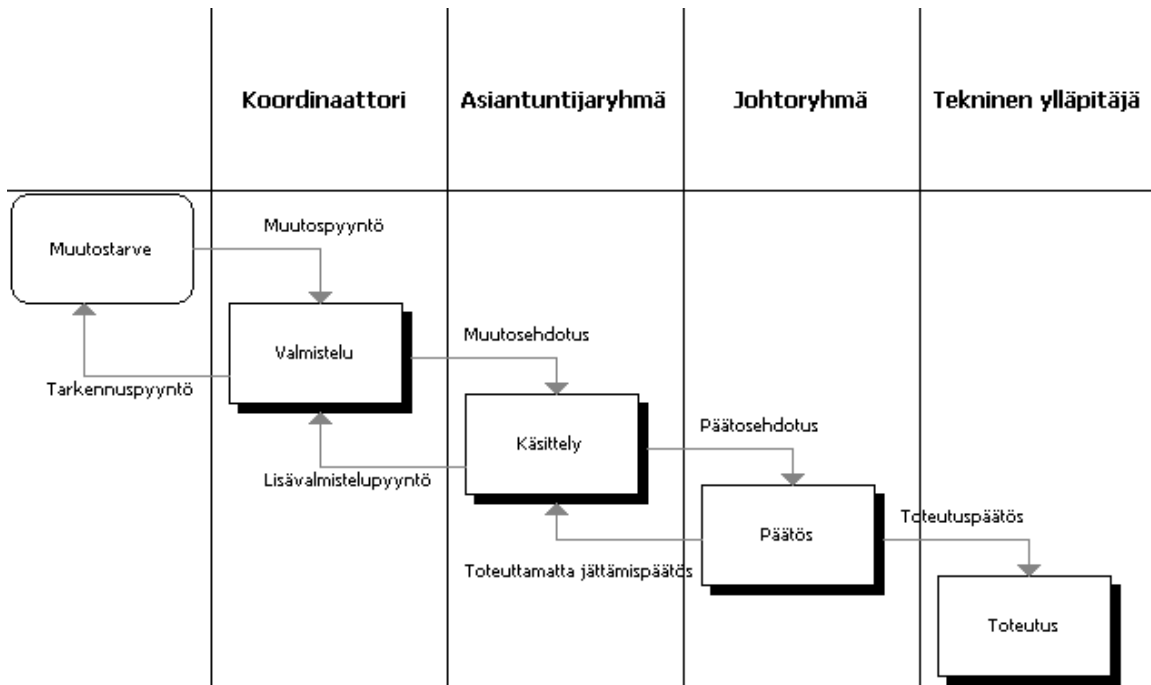 Koordinaattori
Asiantuntijaryhmä
Johtoryhmä
Tekninen ylläpitäjä
Muutostarve
Muutospyyntö
Valmistelu
Tarkennuspyyntö
Muutosehdotus
Käsittely
Lisävalmistelupyyntö
Päätosehdotus
Päätös
Toteuttamatta jättämispäätös
Toteutuspäätös
Toteutus